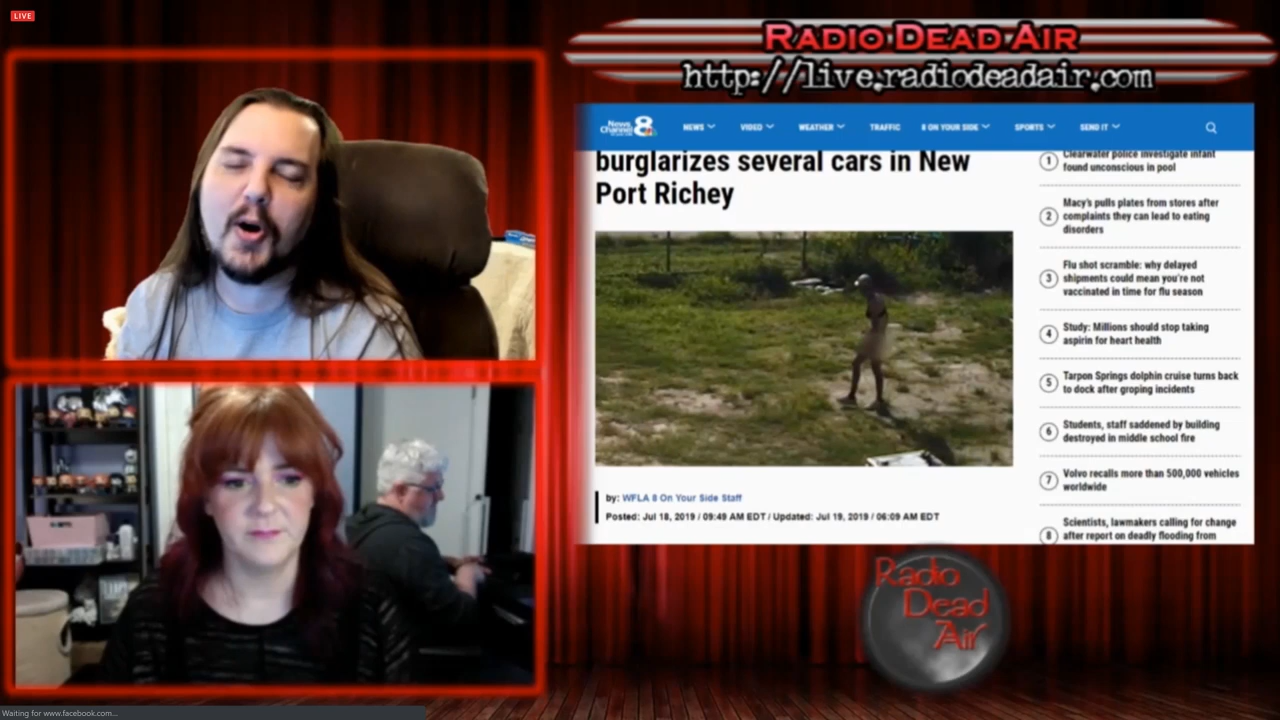 LIVE
RADIO DEAD AIR
http://live.radiodeadair.com
News
Channel 8
NEWS
VIDEO
WEATHER
TRAFFIC
8 ON YOUR SIDE
SPORTS
SEND IT
burglarizes several cars in New
Port Richey
by: WFLA 8 On Your Side Staff
Posted: Jul 18, 2019 / 09:49 AM EDT / Updated: Jul 19, 2019 / 06:09 AM EDT
1 Clearwater police investigate infant
found unconscious in pool
2 Macy's pulls plates from stores after
complaints they can lead to eating
disorders
3 Flu shot scramble: why delayed
shipments could mean you're not
vaccinated in time for flu season
4 Study: Millions should stop taking
aspirin for heart health
5 Tarpon Springs dolphin cruise turns back
to dock after groping incidents
6 Students, staff saddened by building
destroyed in middle school fire
7 Volvo recalls more than 500,000 vehicles
worldwide
8 Scientists, lawmakers calling for change
after report on deadly flooding from
Radio
Dead
Air
Waiting for www.facebook.com...